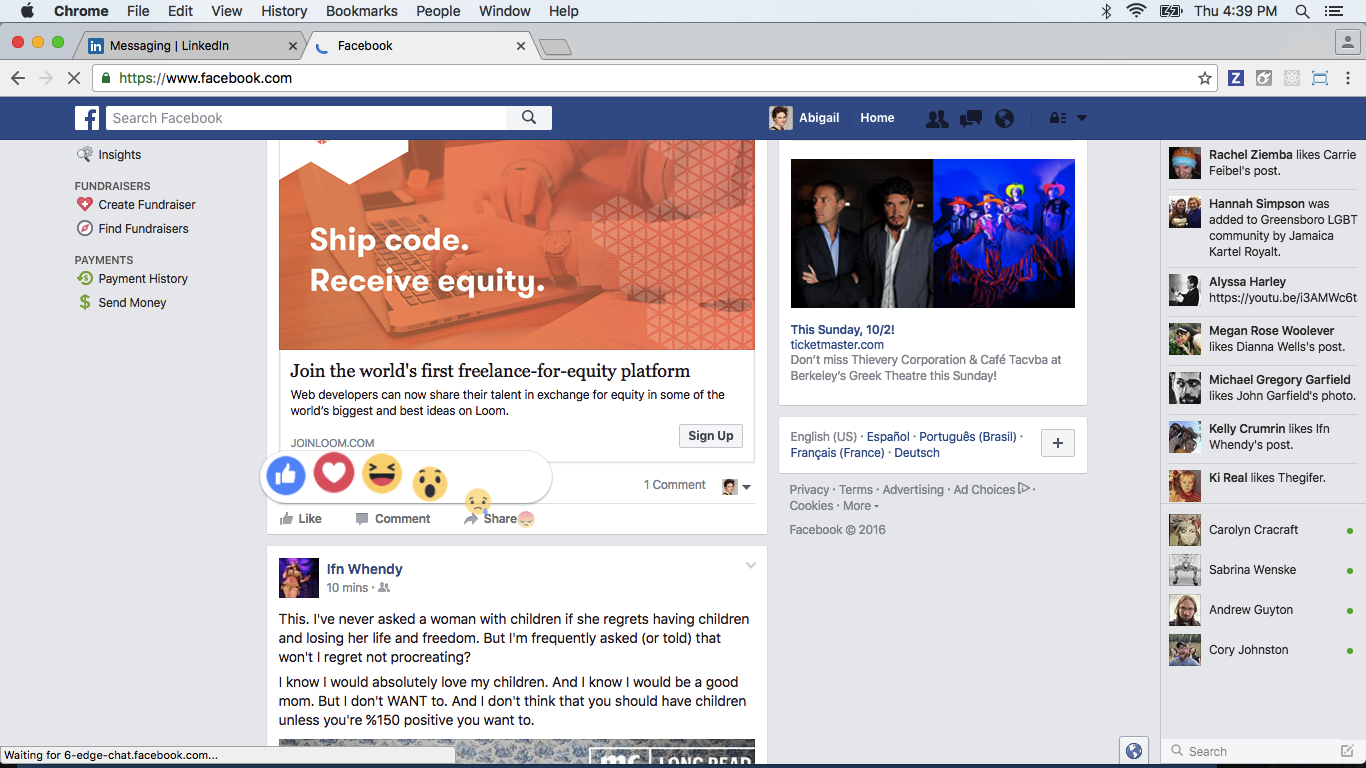 Chrome File Edit View History Bookmarks People Window Help Thu 4:39 PM
Messaging | LinkedIn Facebook
https://www.facebook.com
Search Facebook Abigail Home
Insights
FUNDRAISERS
Create Fundraiser
Find Fundraisers
PAYMENTS
Payment History
Send Money
Ship code.
Receive equity.
Join the world's first freelance-for-equity platform
Web developers can now share their talent in exchange for equity in some of the
world's biggest and best ideas on Loom.
JOINLOOM.COM
Sign Up
1 Comment
Like Comment Share
Ifn Whendy
10 mins ·
This. I've never asked a woman with children if she regrets having children
and losing her life and freedom. But I'm frequently asked (or told) that
won't I regret not procreating?
I know I would absolutely love my children. And I know I would be a good
mom. But I don't WANT to. And I don't think that you should have children
unless you're %150 positive you want to.
mc LONG READ
This Sunday, 10/2!
ticketmaster.com
Don't miss Thievery Corporation & Café Tacvba at
Berkeley's Greek Theatre this Sunday!
English (US) · Español · Português (Brasil) ·
Français (France) · Deutsch
Privacy · Terms · Advertising · Ad Choices ·
Cookies · More
Facebook © 2016
Rachel Ziemba likes Carrie
Feibel's post.
Hannah Simpson was
added to Greensboro LGBT
community by Jamaica
Kartel Royalt.
Alyssa Harley
https://youtu.be/i3AMWc6t
Megan Rose Woolever
likes Dianna Wells's post.
Michael Gregory Garfield
likes John Garfield's photo.
Kelly Crumrin likes Ifn
Whendy's post.
Ki Real likes Thegifer.
Carolyn Cracraft
Sabrina Wenske
Andrew Guyton
Cory Johnston
Search
Waiting for 6-edge-chat.facebook.com...